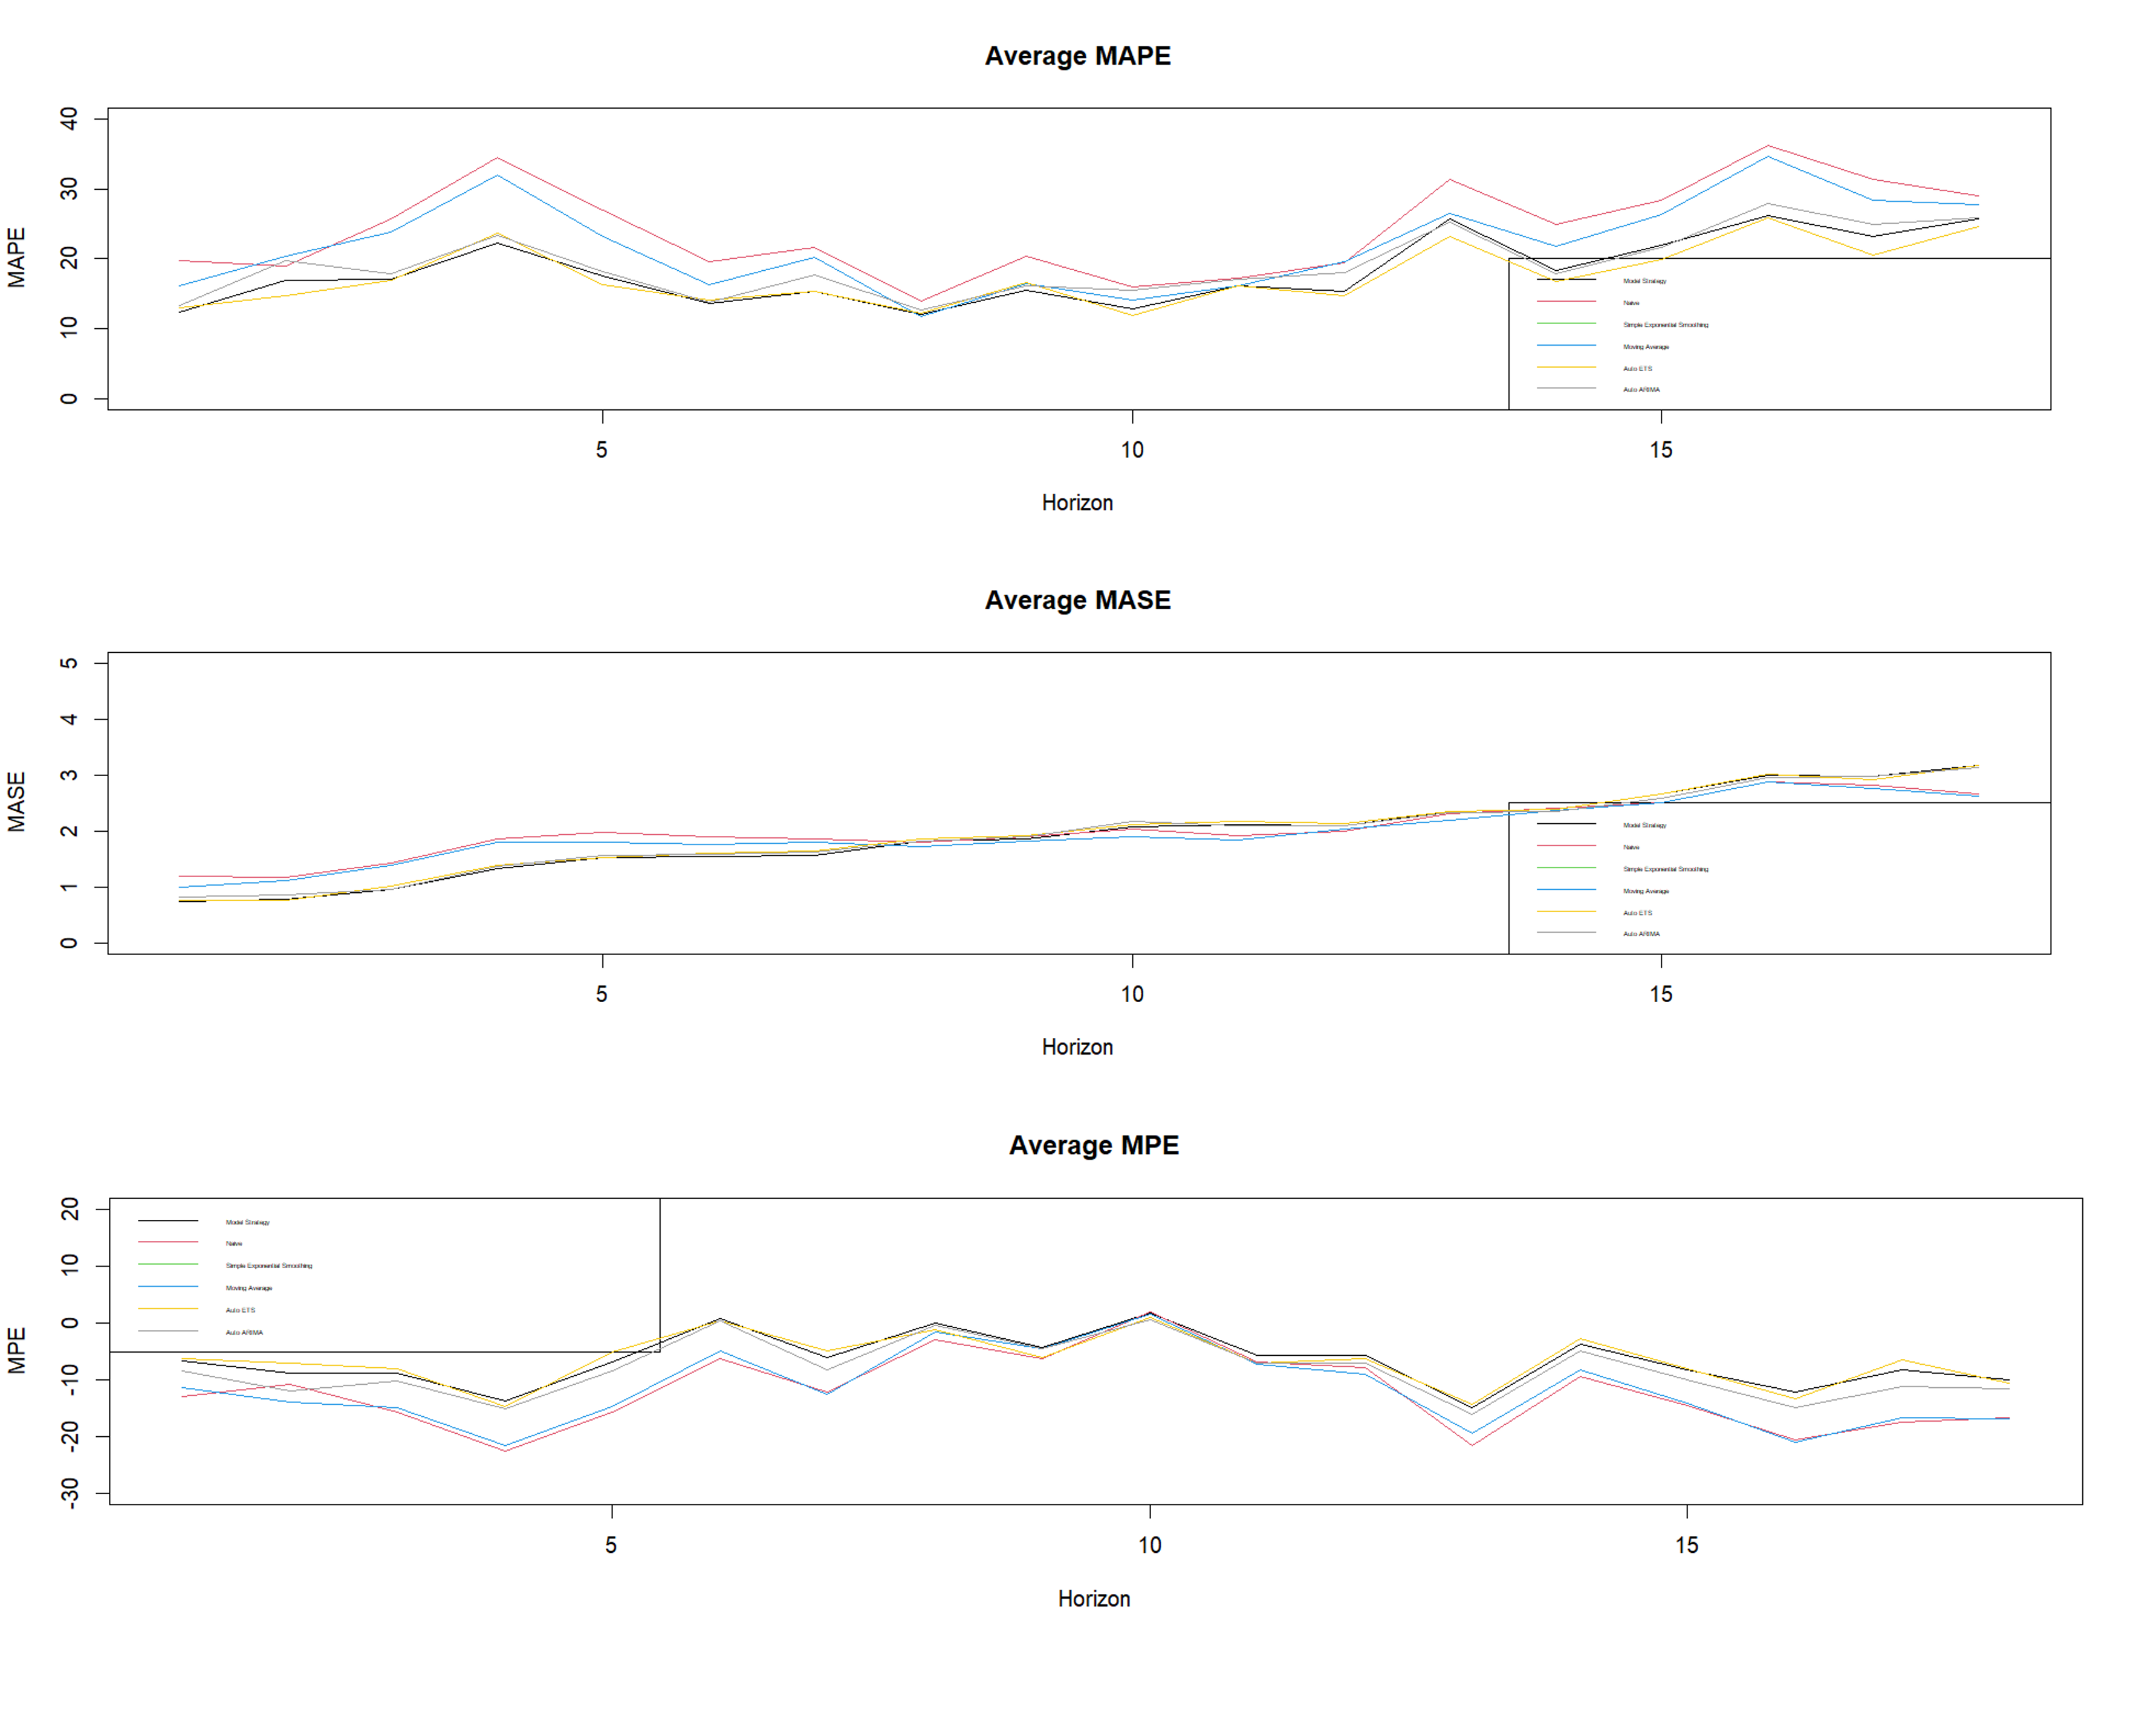 Average MAPE
MAPE
40
30
20
10
0
Model Strategy
Naive
Simple Exponential Smoothing
Moving Average
Auto ETS
Auto ARIMA
5 10 15
Horizon
Average MASE
MASE
5
4
3
2
1
0
Model Strategy
Naive
Simple Exponential Smoothing
Moving Average
Auto ETS
Auto ARIMA
5 10 15
Horizon
Average MPE
MPE
20
10
0
-10
-20
-30
Model Strategy
Naive
Simple Exponential Smoothing
Moving Average
Auto ETS
Auto ARIMA
5 10 15
Horizon